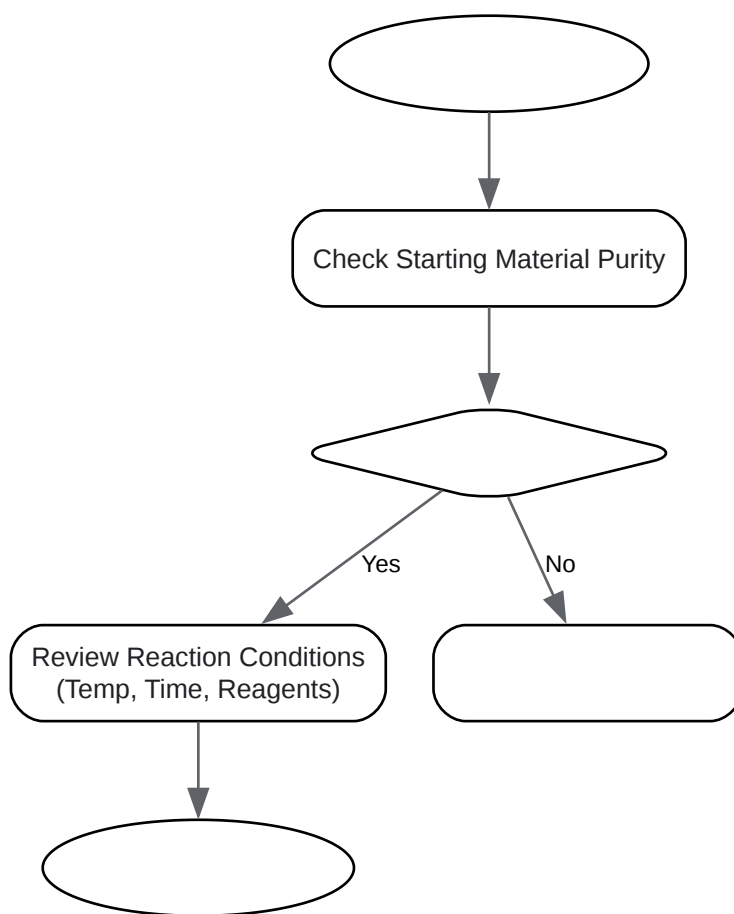 Check Starting Material Purity
Yes
No
Review Reaction Conditions
(Temp, Time, Reagents)